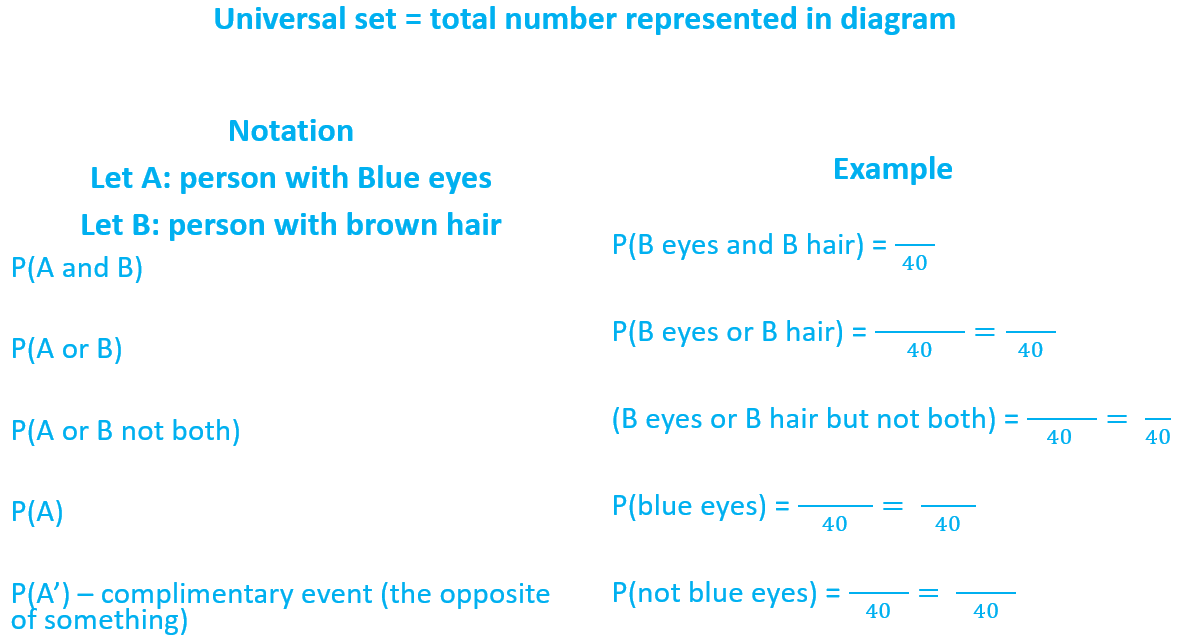 Universal set = total number represented in diagram
Notation
Let A: person with Blue eyes
Let B: person with brown hair
P(A and B)
P(A or B)
P(A or B not both)
P(A)
P(A’) – complimentary event (the opposite
of something)
Example
P(B eyes and B hair) = —
40
P(B eyes or B hair) = — = —
40 40
(B eyes or B hair but not both) = — = —
40 40
P(blue eyes) = — = —
40 40
P(not blue eyes) = — = —
40 40